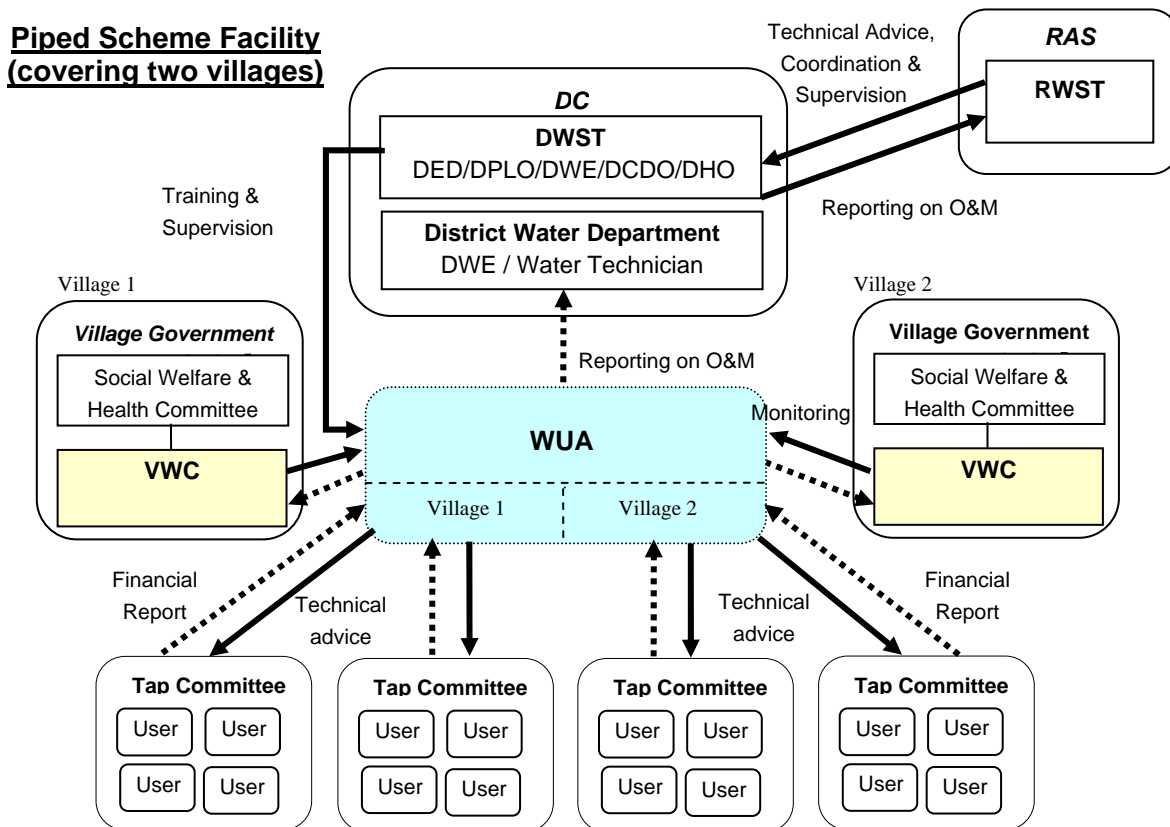 Piped Scheme Facility
(covering two villages)
Technical Advice,
Coordination &
Supervision
RAS
RWST
DC
DWST
DED/DPLO/DWE/DCDO/DHO
Training &
Supervision
Reporting on O&M
District Water Department
DWE / Water Technician
Village 1
Village Government
Social Welfare &
Health Committee
VWC
Village 2
Village Government
Social Welfare &
Health Committee
VWC
Reporting on O&M
Monitoring
WUA
Village 1
Village 2
Financial
Report
Technical
advice
Technical
advice
Financial
Report
Tap Committee
User
User
User
User
Tap Committee
User
User
User
User
Tap Committee
User
User
User
User
Tap Committee
User
User
User
User